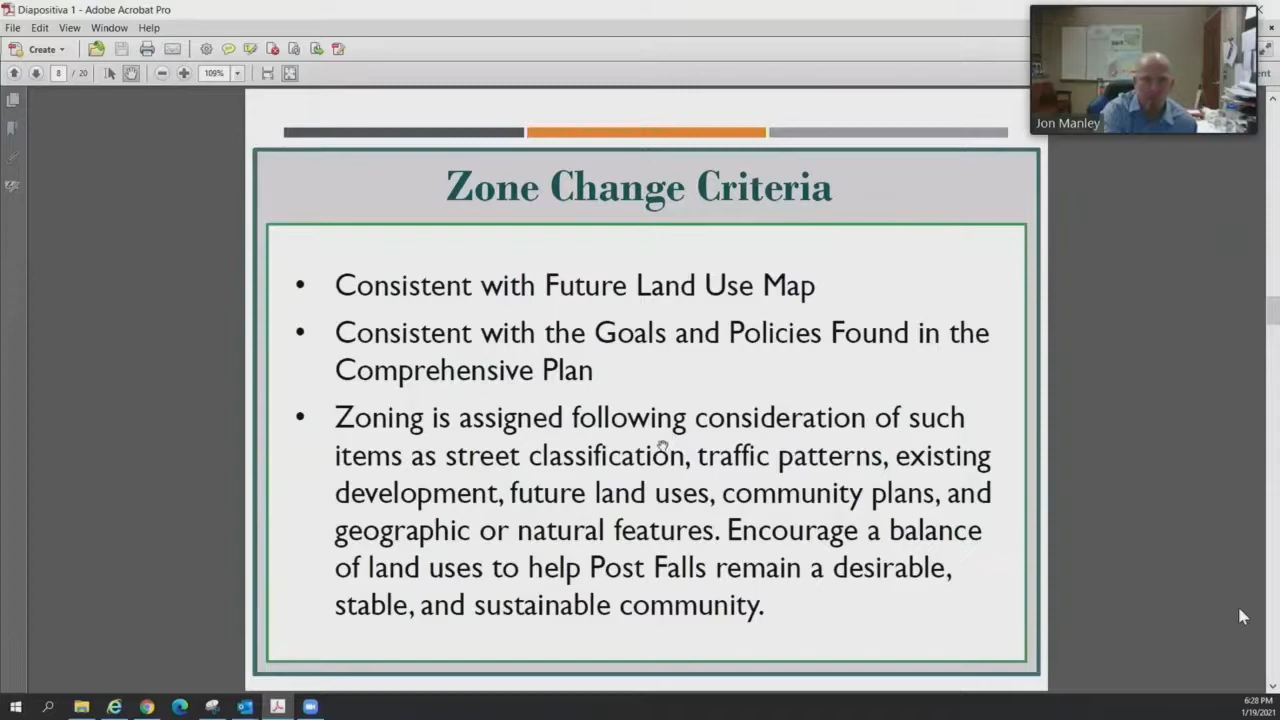 Diapositiva 1 - Adobe Acrobat Pro
File Edit View Window Help
Create
8 / 20
109%
Jon Manley
Zone Change Criteria
• Consistent with Future Land Use Map
• Consistent with the Goals and Policies Found in the
Comprehensive Plan
• Zoning is assigned following consideration of such
items as street classification, traffic patterns, existing
development, future land uses, community plans, and
geographic or natural features. Encourage a balance
of land uses to help Post Falls remain a desirable,
stable, and sustainable community.
6:28 PM
1/19/2021